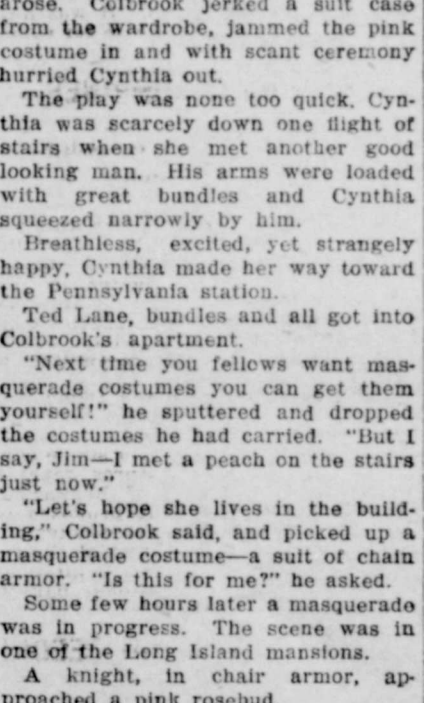 arose. Colbrook jerked a suit case
from the wardrobe, jammed the pink
costume in and with scant ceremony
hurried Cynthia out.
The play was none too quick. Cyn-
thia was scarcely down one flight of
stairs when she met another good
looking man. His arms were loaded
with great bundles and Cynthia
squeezed narrowly by him.
Breathless, excited, yet strangely
happy, Cynthia made her way toward
the Pennsylvania station.
Ted Lane, bundles and all got into
Colbrook's apartment.
"Next time you fellows want mas-
querade costumes you can get them
yourself!" he sputtered and dropped
the costumes he had carried. "But I
say, Jim—I met a peach on the stairs
just now."
"Let's hope she lives in the build-
ing," Colbrook said, and picked up a
masquerade costume—a suit of chain
armor. "Is this for me?" he asked.
Some few hours later a masquerade
was in progress. The scene was in
one of the Long Island mansions.
A knight, in chair armor, ap-
proached a pink rosebud